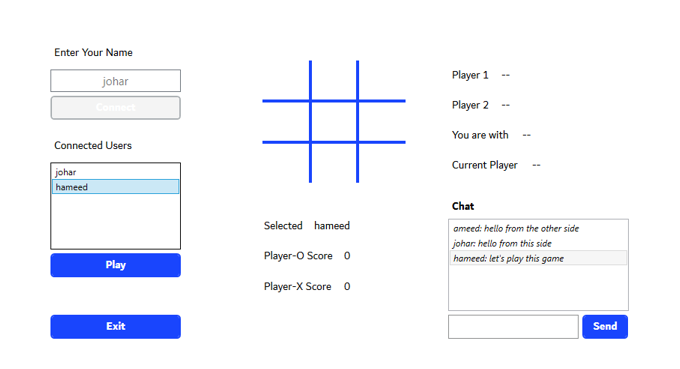 Enter Your Name
johar
Connect
Connected Users
johar
hameed
Play
Exit
Selected hameed
Player-O Score 0
Player-X Score 0
Player 1 --
Player 2 --
You are with --
Current Player --
Chat
ameed: hello from the other side
johar: hello from this side
hameed: let's play this game
Send